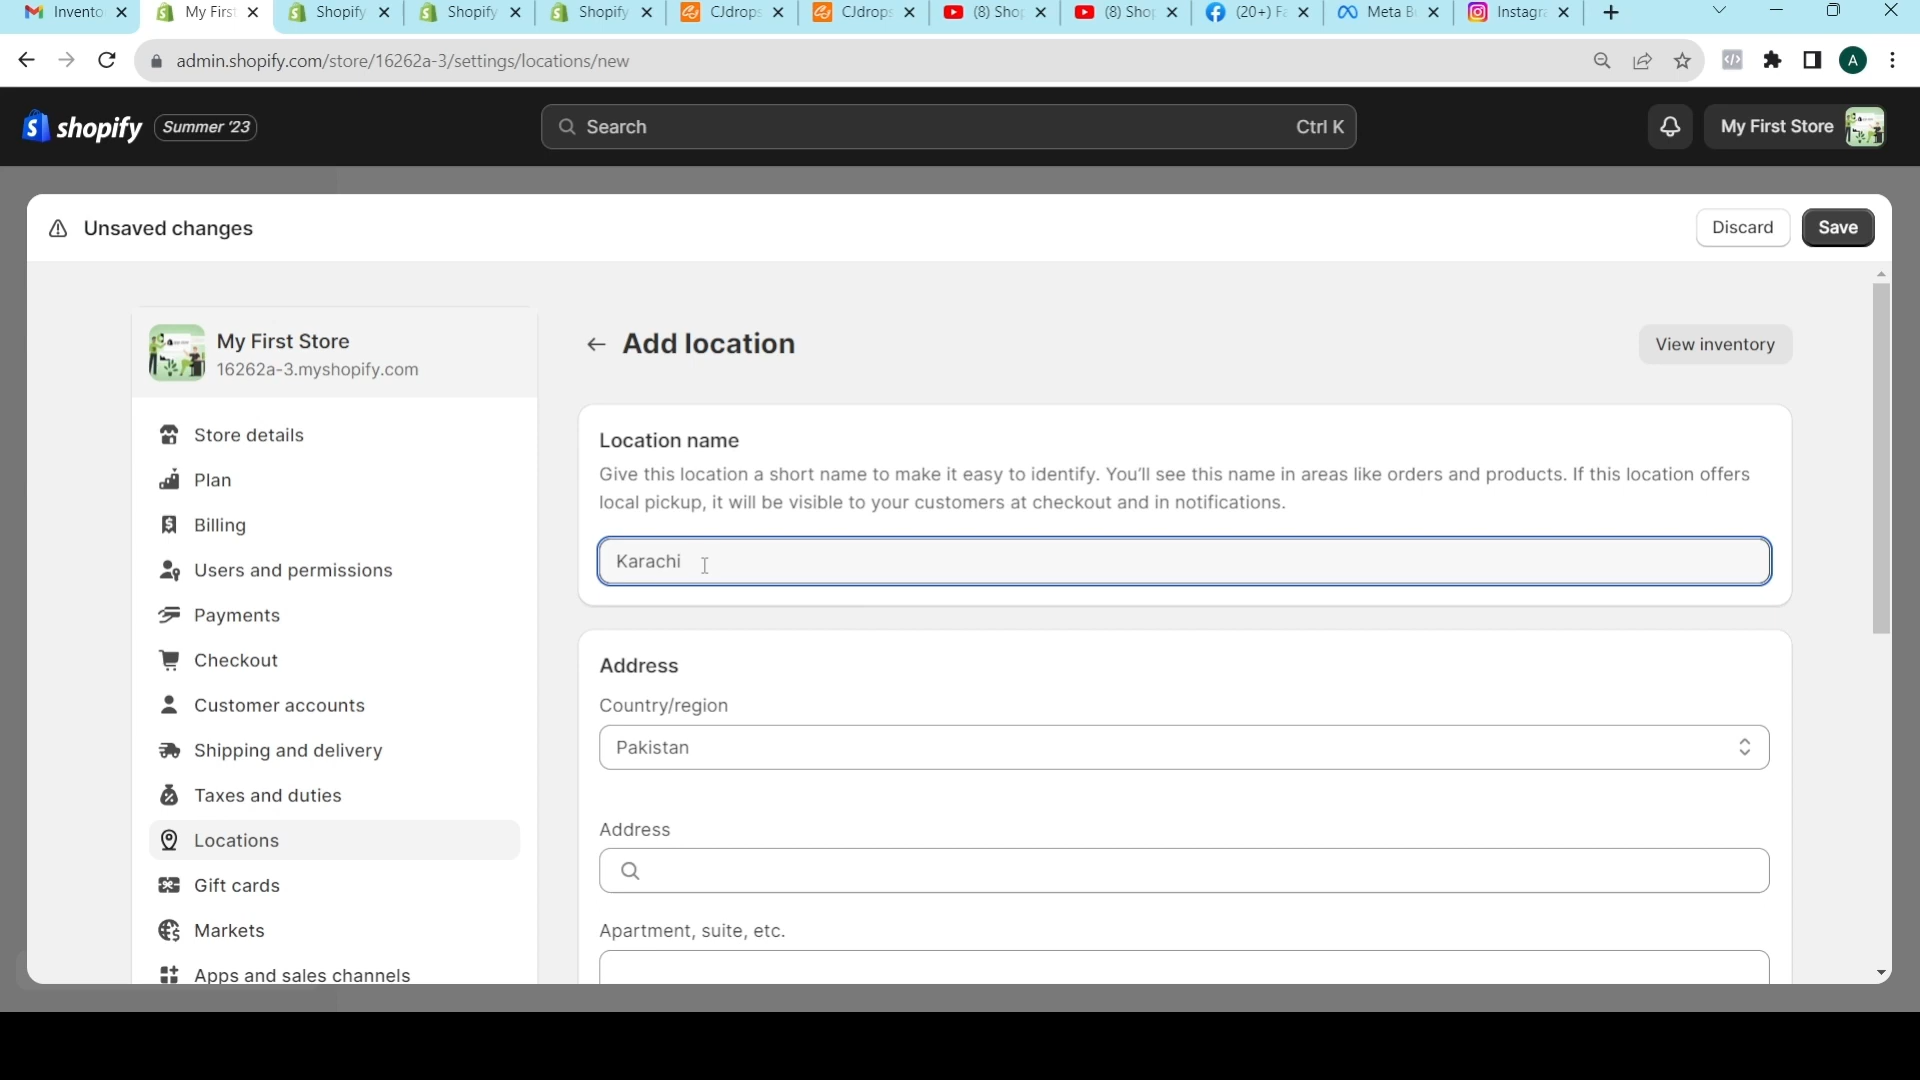 Invento My First Shopify Shopify Shopify CJdrops CJdrops (8) Shop (8) Shop (20+) Fa Meta Bu Instagra
admin.shopify.com/store/16262a-3/settings/locations/new A
shopify Summer '23 Search Ctrl K My First Store
Unsaved changes Discard Save
My First Store
16262a-3.myshopify.com
Store details
Plan
Billing
Users and permissions
Payments
Checkout
Customer accounts
Shipping and delivery
Taxes and duties
Locations
Gift cards
Markets
Apps and sales channels
Add location View inventory
Location name
Give this location a short name to make it easy to identify. You'll see this name in areas like orders and products. If this location offers
local pickup, it will be visible to your customers at checkout and in notifications.
Karachi
Address
Country/region
Pakistan
Address
Apartment, suite, etc.